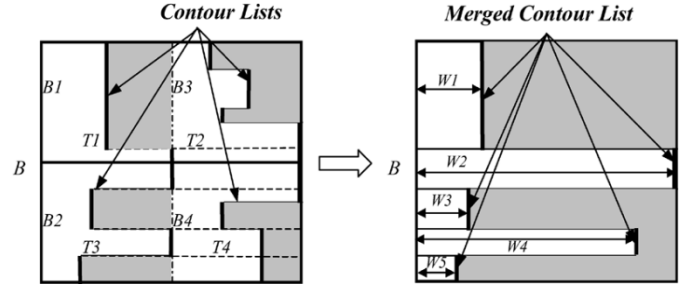 Contour Lists
Merged Contour List
B1
B3
T1
T2
B
B2
B4
T3
T4
W1
W2
B
W3
W4
W5